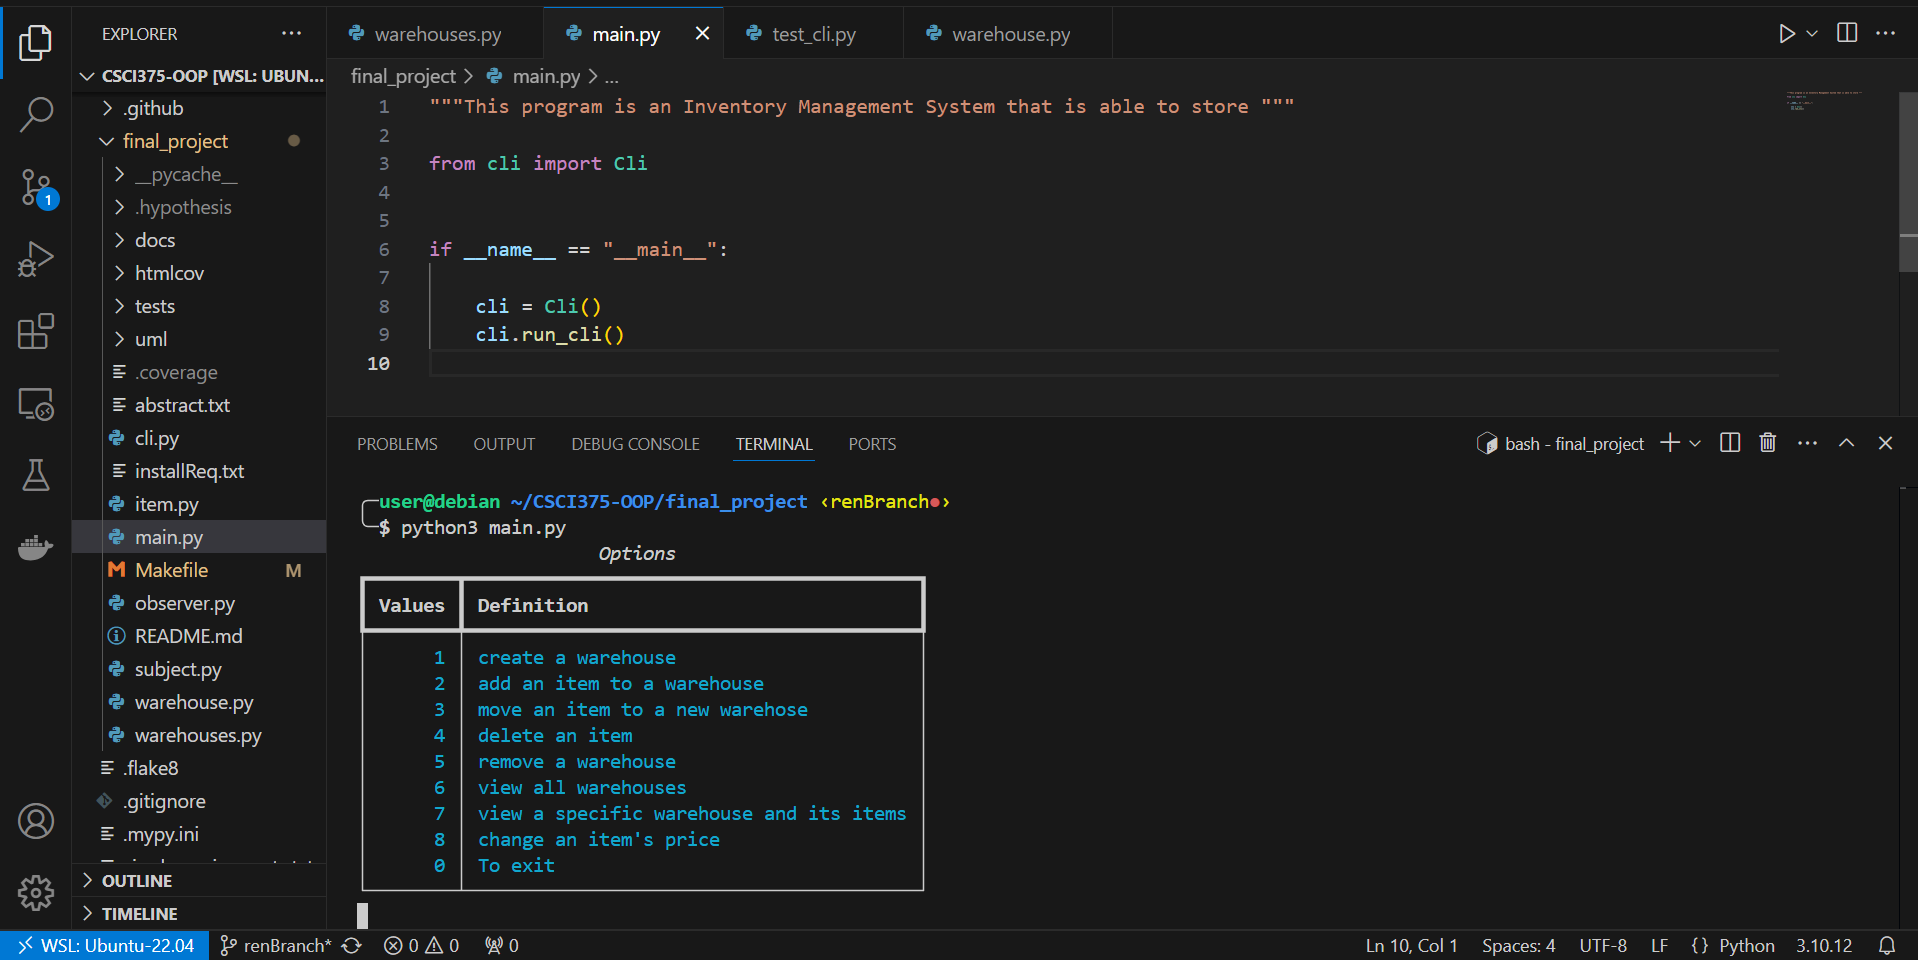 EXPLORER
CSCI375-OOP [WSL: UBUN...
.github
final_project
__pycache__
.hypothesis
docs
htmlcov
tests
uml
.coverage
abstract.txt
cli.py
installReq.txt
item.py
main.py
Makefile M
observer.py
README.md
subject.py
warehouse.py
warehouses.py
.flake8
.gitignore
.mypy.ini
OUTLINE
TIMELINE
1
warehouses.py main.py test_cli.py warehouse.py
final_project > main.py > ...
1 """This program is an Inventory Management System that is able to store """
2
3 from cli import Cli
4
5
6 if __name__ == "__main__":
7
8 cli = Cli()
9 cli.run_cli()
10
PROBLEMS OUTPUT DEBUG CONSOLE TERMINAL PORTS
bash - final_project
user@debian ~/CSCI375-OOP/final_project ‹renBranch●›
$ python3 main.py
Options
Values Definition
1 create a warehouse
2 add an item to a warehouse
3 move an item to a new warehose
4 delete an item
5 remove a warehouse
6 view all warehouses
7 view a specific warehouse and its items
8 change an item's price
0 To exit
WSL: Ubuntu-22.04 renBranch* 0 0 0 Ln 10, Col 1 Spaces: 4 UTF-8 LF {} Python 3.10.12